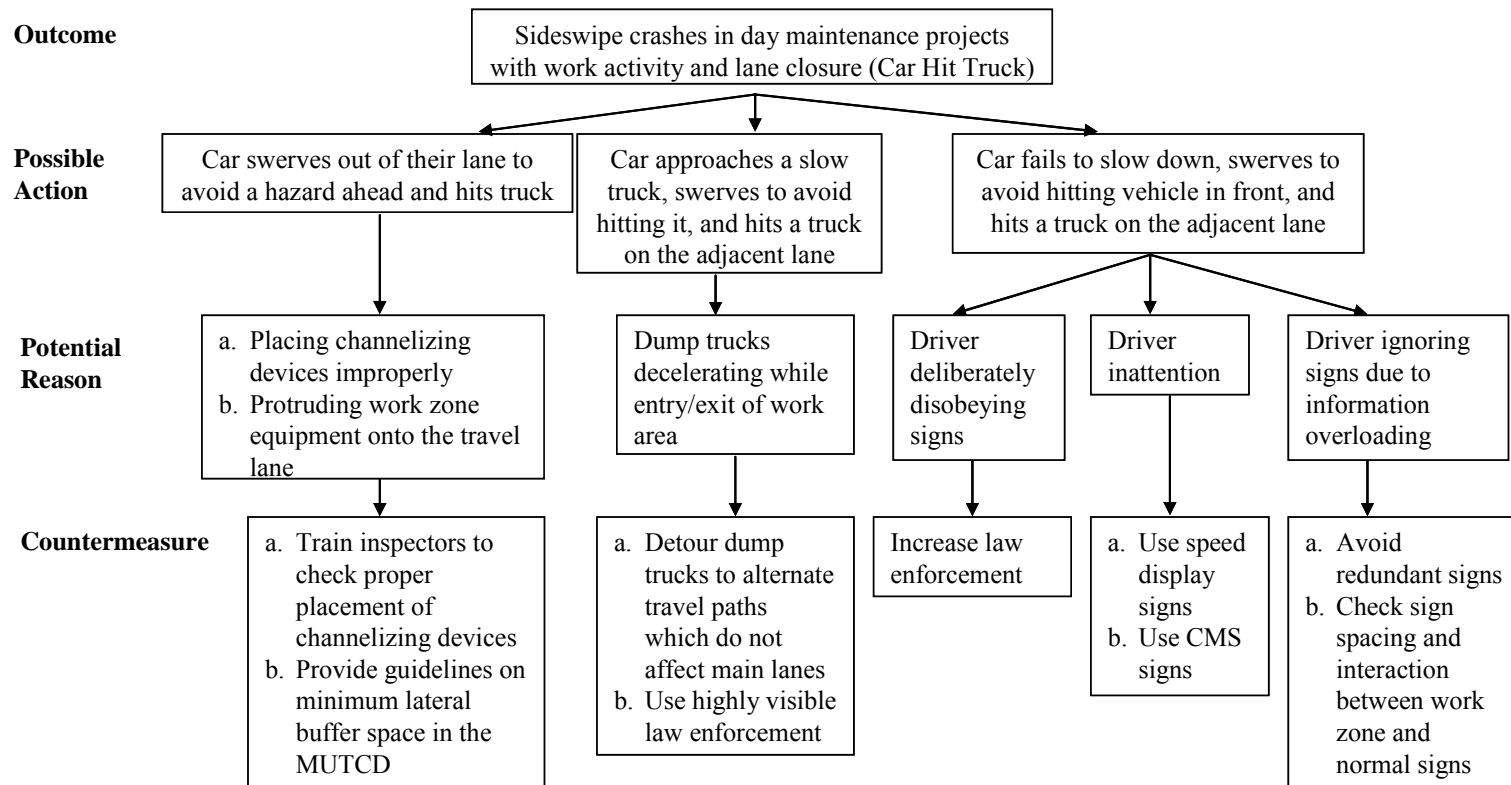 Outcome
Sideswipe crashes in day maintenance projects
with work activity and lane closure (Car Hit Truck)
Possible
Action
Car swerves out of their lane to
avoid a hazard ahead and hits truck
Car approaches a slow
truck, swerves to avoid
hitting it, and hits a truck
on the adjacent lane
Car fails to slow down, swerves to
avoid hitting vehicle in front, and
hits a truck on the adjacent lane
Potential
Reason
a. Placing channelizing
devices improperly
b. Protruding work zone
equipment onto the travel
lane
Dump trucks
decelerating while
entry/exit of work
area
Driver
deliberately
disobeying
signs
Driver
inattention
Driver ignoring
signs due to
information
overloading
Countermeasure
a. Train inspectors to
check proper
placement of
channelizing devices
b. Provide guidelines on
minimum lateral
buffer space in the
MUTCD
a. Detour dump
trucks to alternate
travel paths
which do not
affect main lanes
b. Use highly visible
law enforcement
Increase law
enforcement
a. Use speed
display
signs
b. Use CMS
signs
a. Avoid
redundant signs
b. Check sign
spacing and
interaction
between work
zone and
normal signs